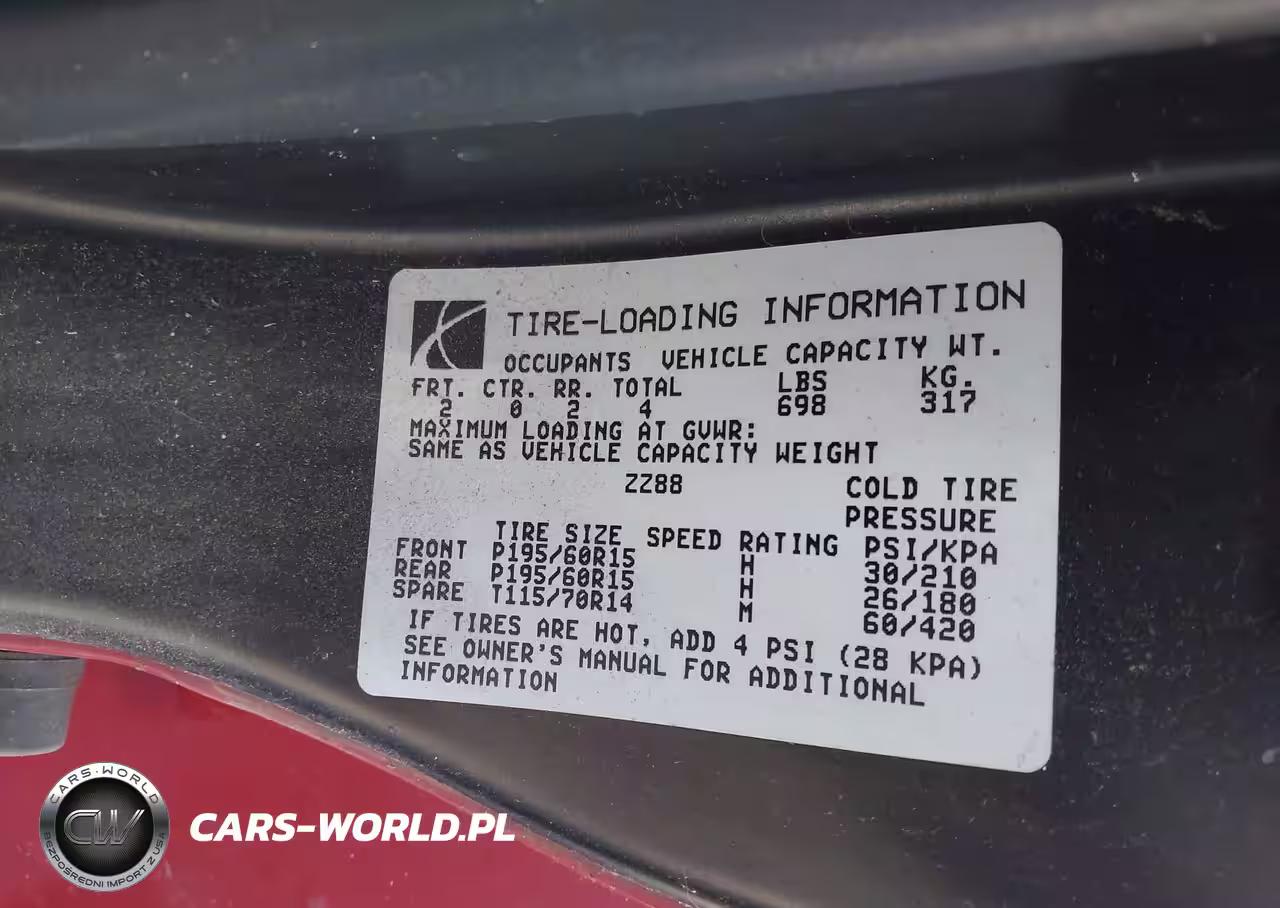 TIRE-LOADING INFORMATION
OCCUPANTS VEHICLE CAPACITY WT.
FRT. CTR. RR. TOTAL LBS KG.
2 0 2 4 698 317
MAXIMUM LOADING AT GVWR:
SAME AS VEHICLE CAPACITY WEIGHT
ZZ88 COLD TIRE
PRESSURE
TIRE SIZE SPEED RATING PSI/KPA
FRONT P195/60R15 H 30/210
REAR P195/60R15 H 26/180
SPARE T115/70R14 M 60/420
IF TIRES ARE HOT, ADD 4 PSI (28 KPA)
SEE OWNER'S MANUAL FOR ADDITIONAL
INFORMATION
CARS-WORLD
CW
BEZPOŚREDNI IMPORT Z USA
CARS-WORLD.PL